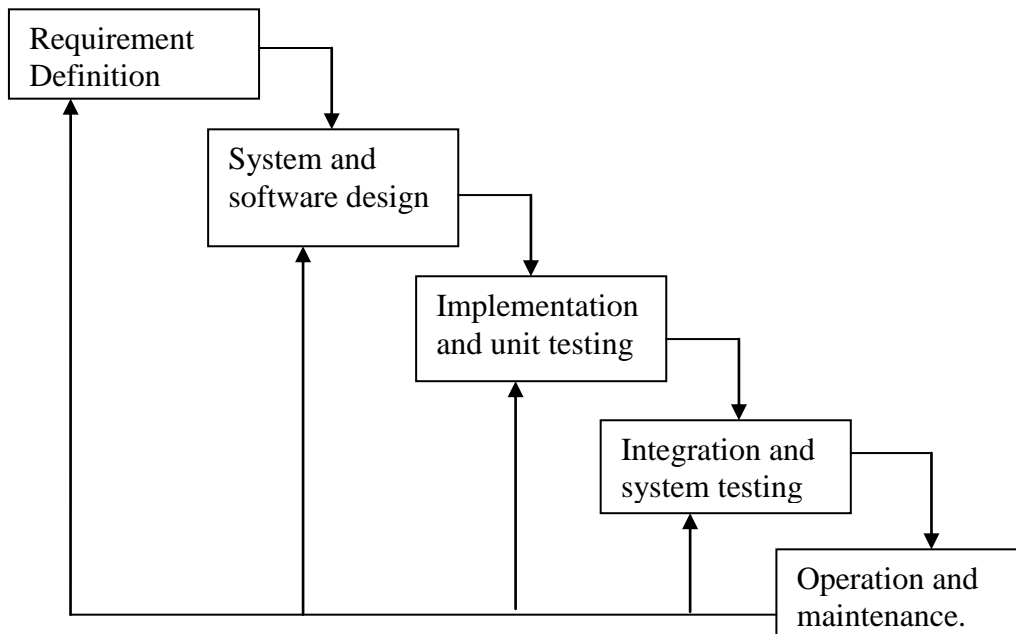 Requirement
Definition
System and
software design
Implementation
and unit testing
Integration and
system testing
Operation and
maintenance.